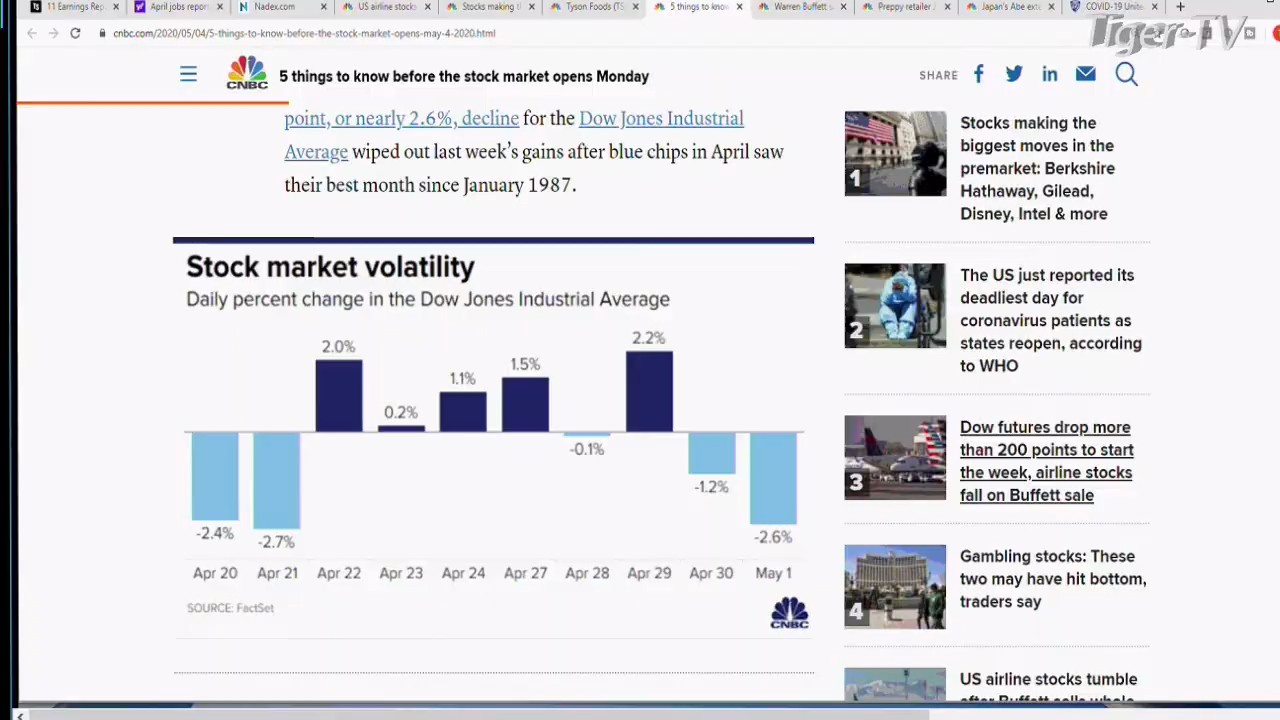 11 Earnings Rep
April jobs repor
Nadex.com
US airline stocks
Stocks making t
Tyson Foods (TS
5 things to know
Warren Buffett s
Preppy retailer J
Japan's Abe exte
COVID-19 Unite
cnbc.com/2020/05/04/5-things-to-know-before-the-stock-market-opens-may-4-2020.html
Tiger-TV
CNBC
5 things to know before the stock market opens Monday
SHARE
point, or nearly 2.6%, decline for the Dow Jones Industrial
Average wiped out last week's gains after blue chips in April saw
their best month since January 1987.
Stock market volatility
Daily percent change in the Dow Jones Industrial Average
2.0%
0.2%
1.1%
1.5%
2.2%
-2.4%
-2.7%
-0.1%
-1.2%
-2.6%
Apr 20
Apr 21
Apr 22
Apr 23
Apr 24
Apr 27
Apr 28
Apr 29
Apr 30
May 1
SOURCE: FactSet
CNBC
1
Stocks making the
biggest moves in the
premarket: Berkshire
Hathaway, Gilead,
Disney, Intel & more
2
The US just reported its
deadliest day for
coronavirus patients as
states reopen, according
to WHO
3
Dow futures drop more
than 200 points to start
the week, airline stocks
fall on Buffett sale
4
Gambling stocks: These
two may have hit bottom,
traders say
US airline stocks tumble
after Buffett sells whole